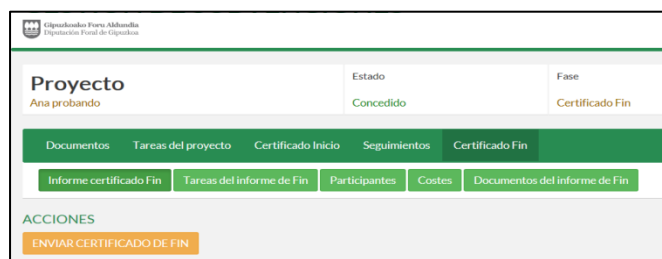 Gipuzkoako Foru Aldundia
Diputación Foral de Gipuzkoa
Proyecto
Ana probando
Estado
Concedido
Fase
Certificado Fin
Documentos Tareas del proyecto Certificado Inicio Seguimientos Certificado Fin
Informe certificado Fin Tareas del informe de Fin Participantes Costes Documentos del informe de Fin
ACCIONES
ENVIAR CERTIFICADO DE FIN